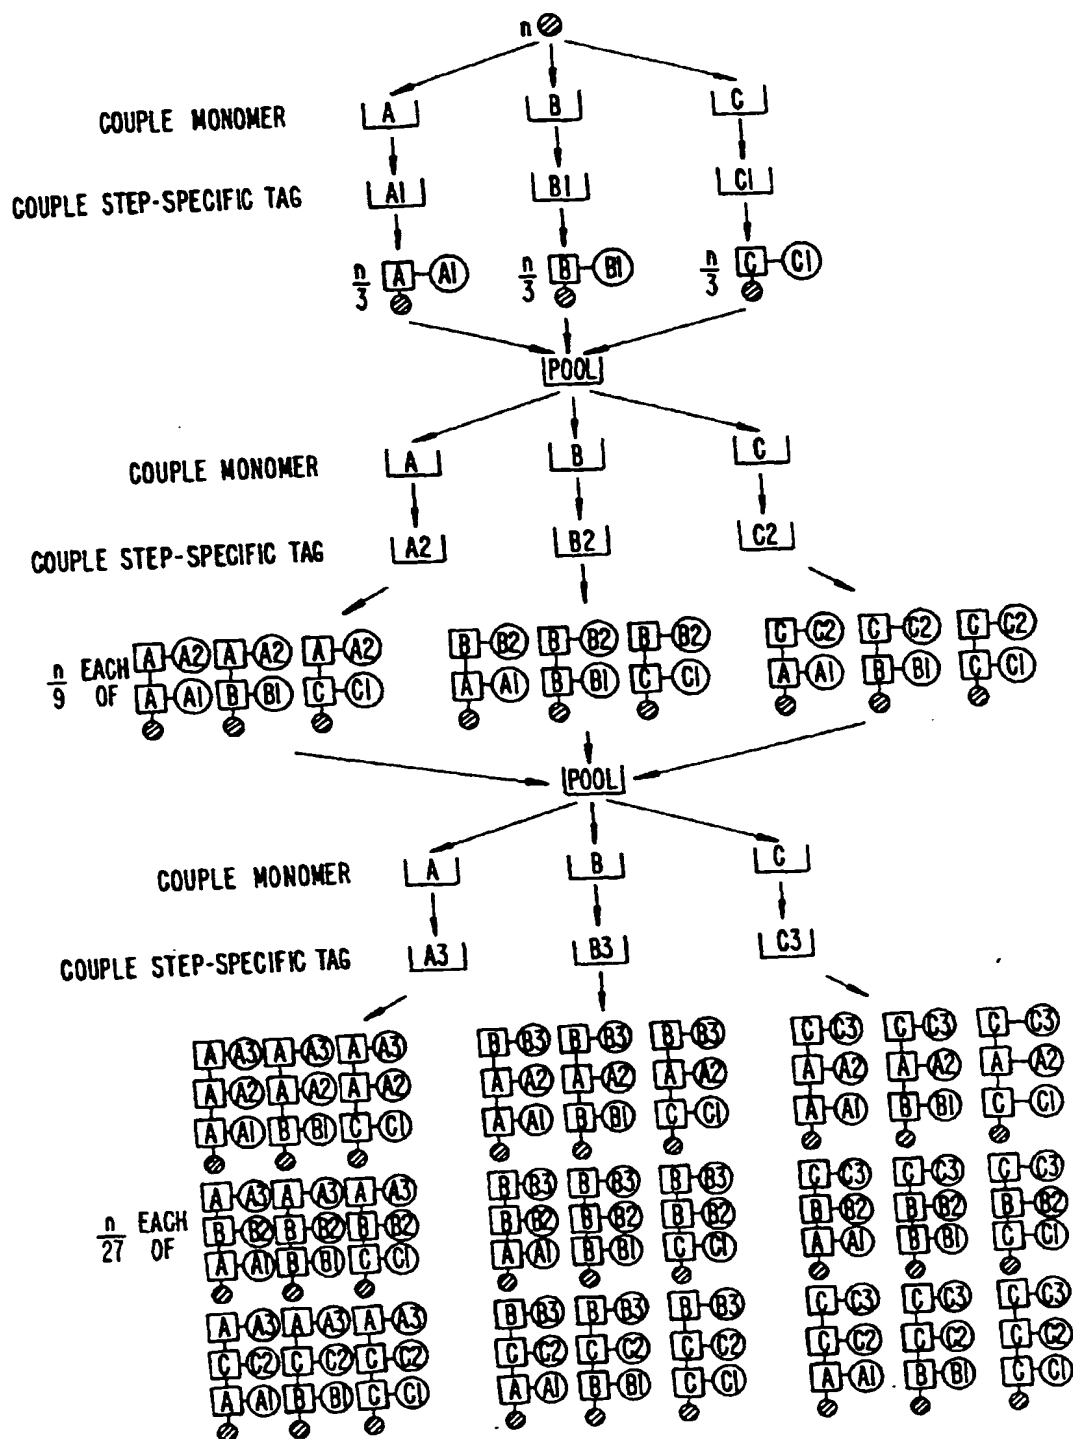 n
A B C
COUPLE MONOMER
A1 B1 C1
COUPLE STEP-SPECIFIC TAG
n/3 A A1 n/3 B B1 n/3 C C1
POOL
A B C
COUPLE MONOMER
A2 B2 C2
COUPLE STEP-SPECIFIC TAG
A A2 A A2 A A2 B B2 B B2 B B2 C C2 C C2 C C2
n/9 EACH OF
A A1 B B1 C C1 A A1 B B1 C C1 A A1 B B1 C C1
POOL
A B C
COUPLE MONOMER
A3 B3 C3
COUPLE STEP-SPECIFIC TAG
A A3 A A3 A A3 B B3 B B3 B B3 C C3 C C3 C C3
A A2 A A2 A A2 A A2 A A2 A A2 A A2 A A2 A A2
A A1 B B1 C C1 A A1 B B1 C C1 A A1 B B1 C C1
A A3 A A3 A A3 B B3 B B3 B B3 C C3 C C3 C C3
n/27 EACH OF
B B2 B B2 B B2 B B2 B B2 B B2 B B2 B B2 B B2
A A1 B B1 C C1 A A1 B B1 C C1 A A1 B B1 C C1
A A3 A A3 A A3 B B3 B B3 B B3 C C3 C C3 C C3
C C2 C C2 C C2 C C2 C C2 C C2 C C2 C C2 C C2
A A1 B B1 C C1 A A1 B B1 C C1 A A1 B B1 C C1